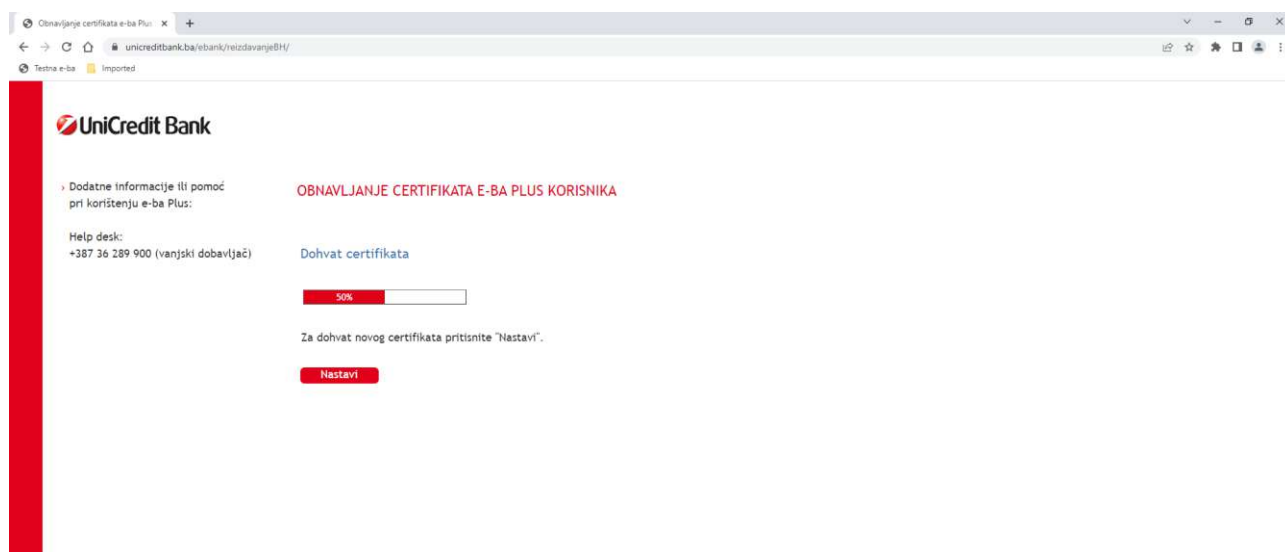 Obnavljanje certifikata e-ba Plu
unicreditbank.ba/ebank/reizdavanjeBH/
Testna e-ba
Imported
UniCredit Bank
Dodatne informacije ili pomoć
pri korištenju e-ba Plus:
Help desk:
+387 36 289 900 (vanjski dobavljač)
OBNAVLJANJE CERTIFIKATA E-BA PLUS KORISNIKA
Dohvat certifikata
50%
Za dohvat novog certifikata pritisnite "Nastavi".
Nastavi